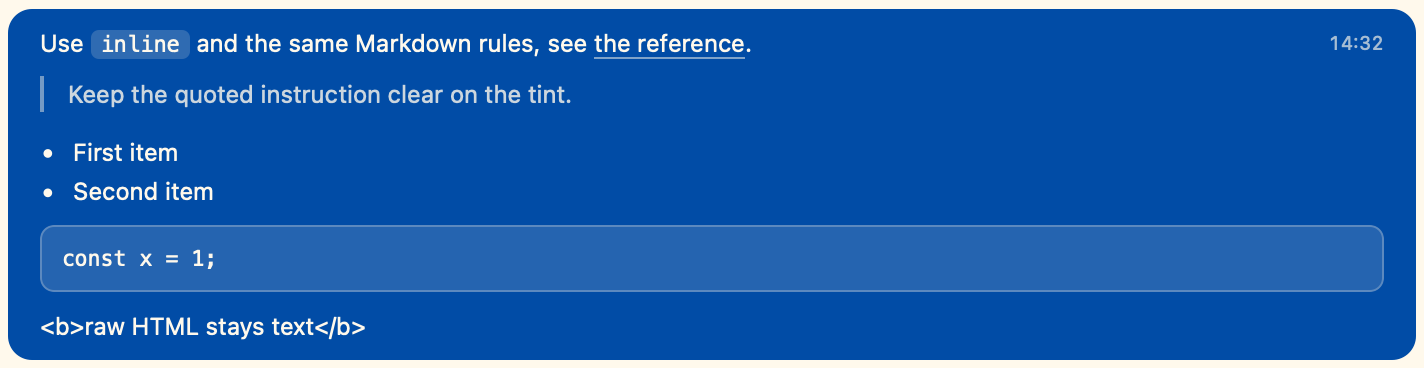 Use inline and the same Markdown rules, see the reference. 14:32
Keep the quoted instruction clear on the tint.
• First item
• Second item
const x = 1;
<b>raw HTML stays text</b>